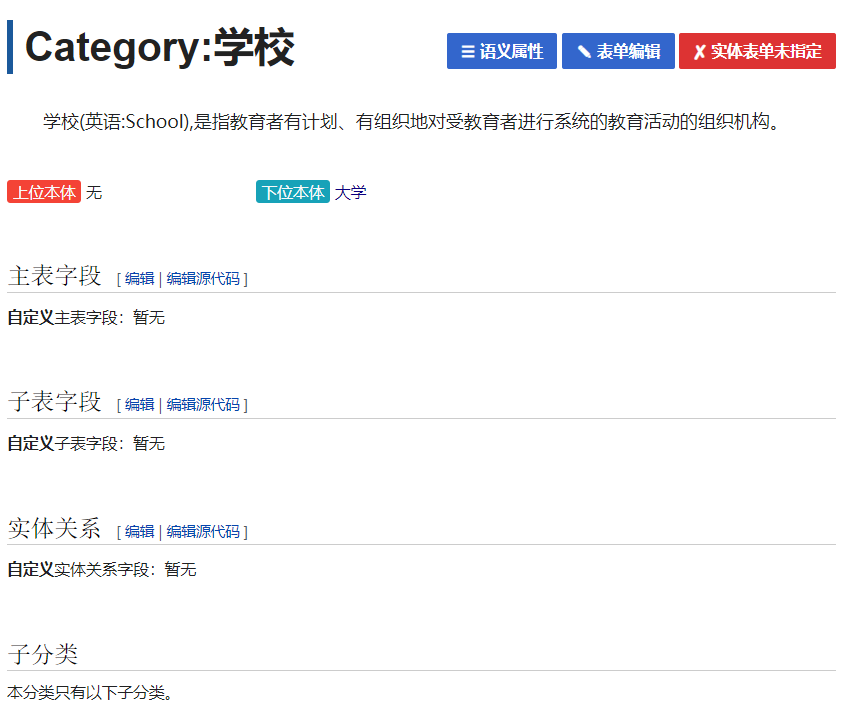 Category:学校
☰ 语义属性 ✎ 表单编辑 ✘ 实体表单未指定
学校(英语:School),是指教育者有计划、有组织地对受教育者进行系统的教育活动的组织机构。
上位本体 无 下位本体 大学
主表字段 [ 编辑 | 编辑源代码 ]
自定义主表字段：暂无
子表字段 [ 编辑 | 编辑源代码 ]
自定义子表字段：暂无
实体关系 [ 编辑 | 编辑源代码 ]
自定义实体关系字段：暂无
子分类
本分类只有以下子分类。